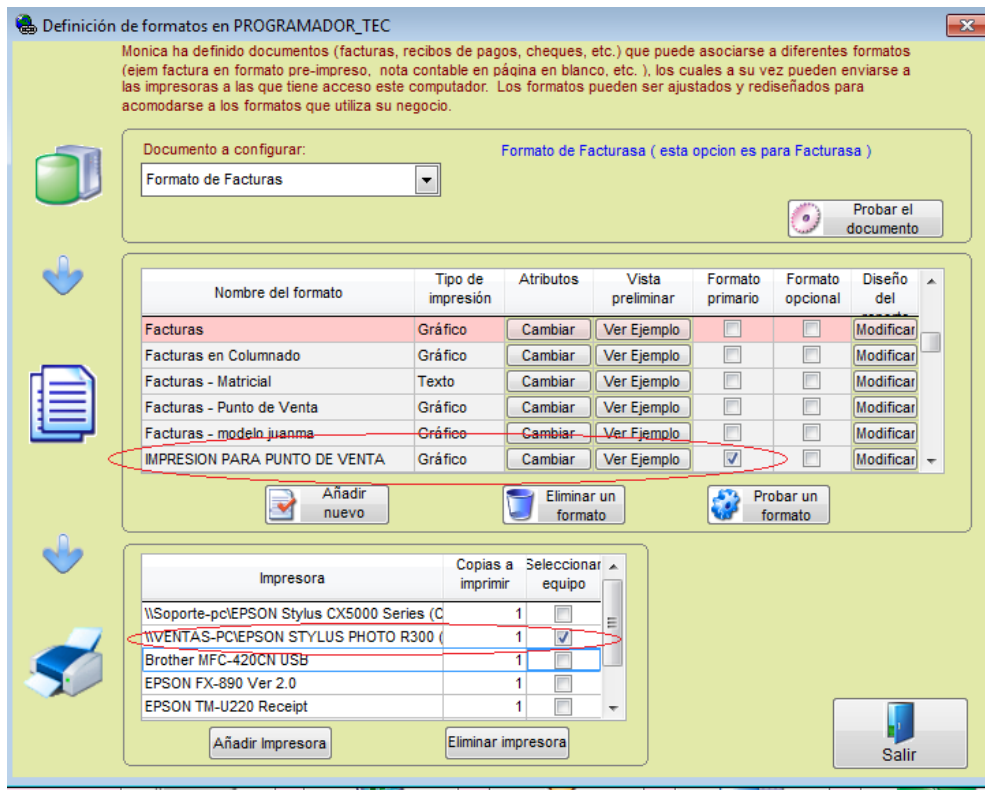 Definición de formatos en PROGRAMADOR_TEC
Monica ha definido documentos (facturas, recibos de pagos, cheques, etc.) que puede asociarse a diferentes formatos
(ejem factura en formato pre-impreso, nota contable en página en blanco, etc. ), los cuales a su vez pueden enviarse a
las impresoras a las que tiene acceso este computador. Los formatos pueden ser ajustados y rediseñados para
acomodarse a los formatos que utiliza su negocio.
Documento a configurar:
Formato de Facturasa ( esta opcion es para Facturasa )
Formato de Facturas
Probar el
documento
Nombre del formato Tipo de impresión Atributos Vista preliminar Formato primario Formato opcional Diseño del
Facturas Gráfico Cambiar Ver Ejemplo Modificar
Facturas en Columnado Gráfico Cambiar Ver Ejemplo Modificar
Facturas - Matricial Texto Cambiar Ver Ejemplo Modificar
Facturas - Punto de Venta Gráfico Cambiar Ver Ejemplo Modificar
Facturas - modelo juanma Gráfico Cambiar Ver Ejemplo Modificar
IMPRESION PARA PUNTO DE VENTA Gráfico Cambiar Ver Ejemplo Modificar
Añadir
nuevo
Eliminar un
formato
Probar un
formato
Impresora Copias a imprimir Seleccionar equipo
\\Soporte-pc\EPSON Stylus CX5000 Series (C 1
\\VENTAS-PC\EPSON STYLUS PHOTO R300 ( 1
Brother MFC-420CN USB 1
EPSON FX-890 Ver 2.0 1
EPSON TM-U220 Receipt 1
Añadir Impresora
Eliminar impresora
Salir